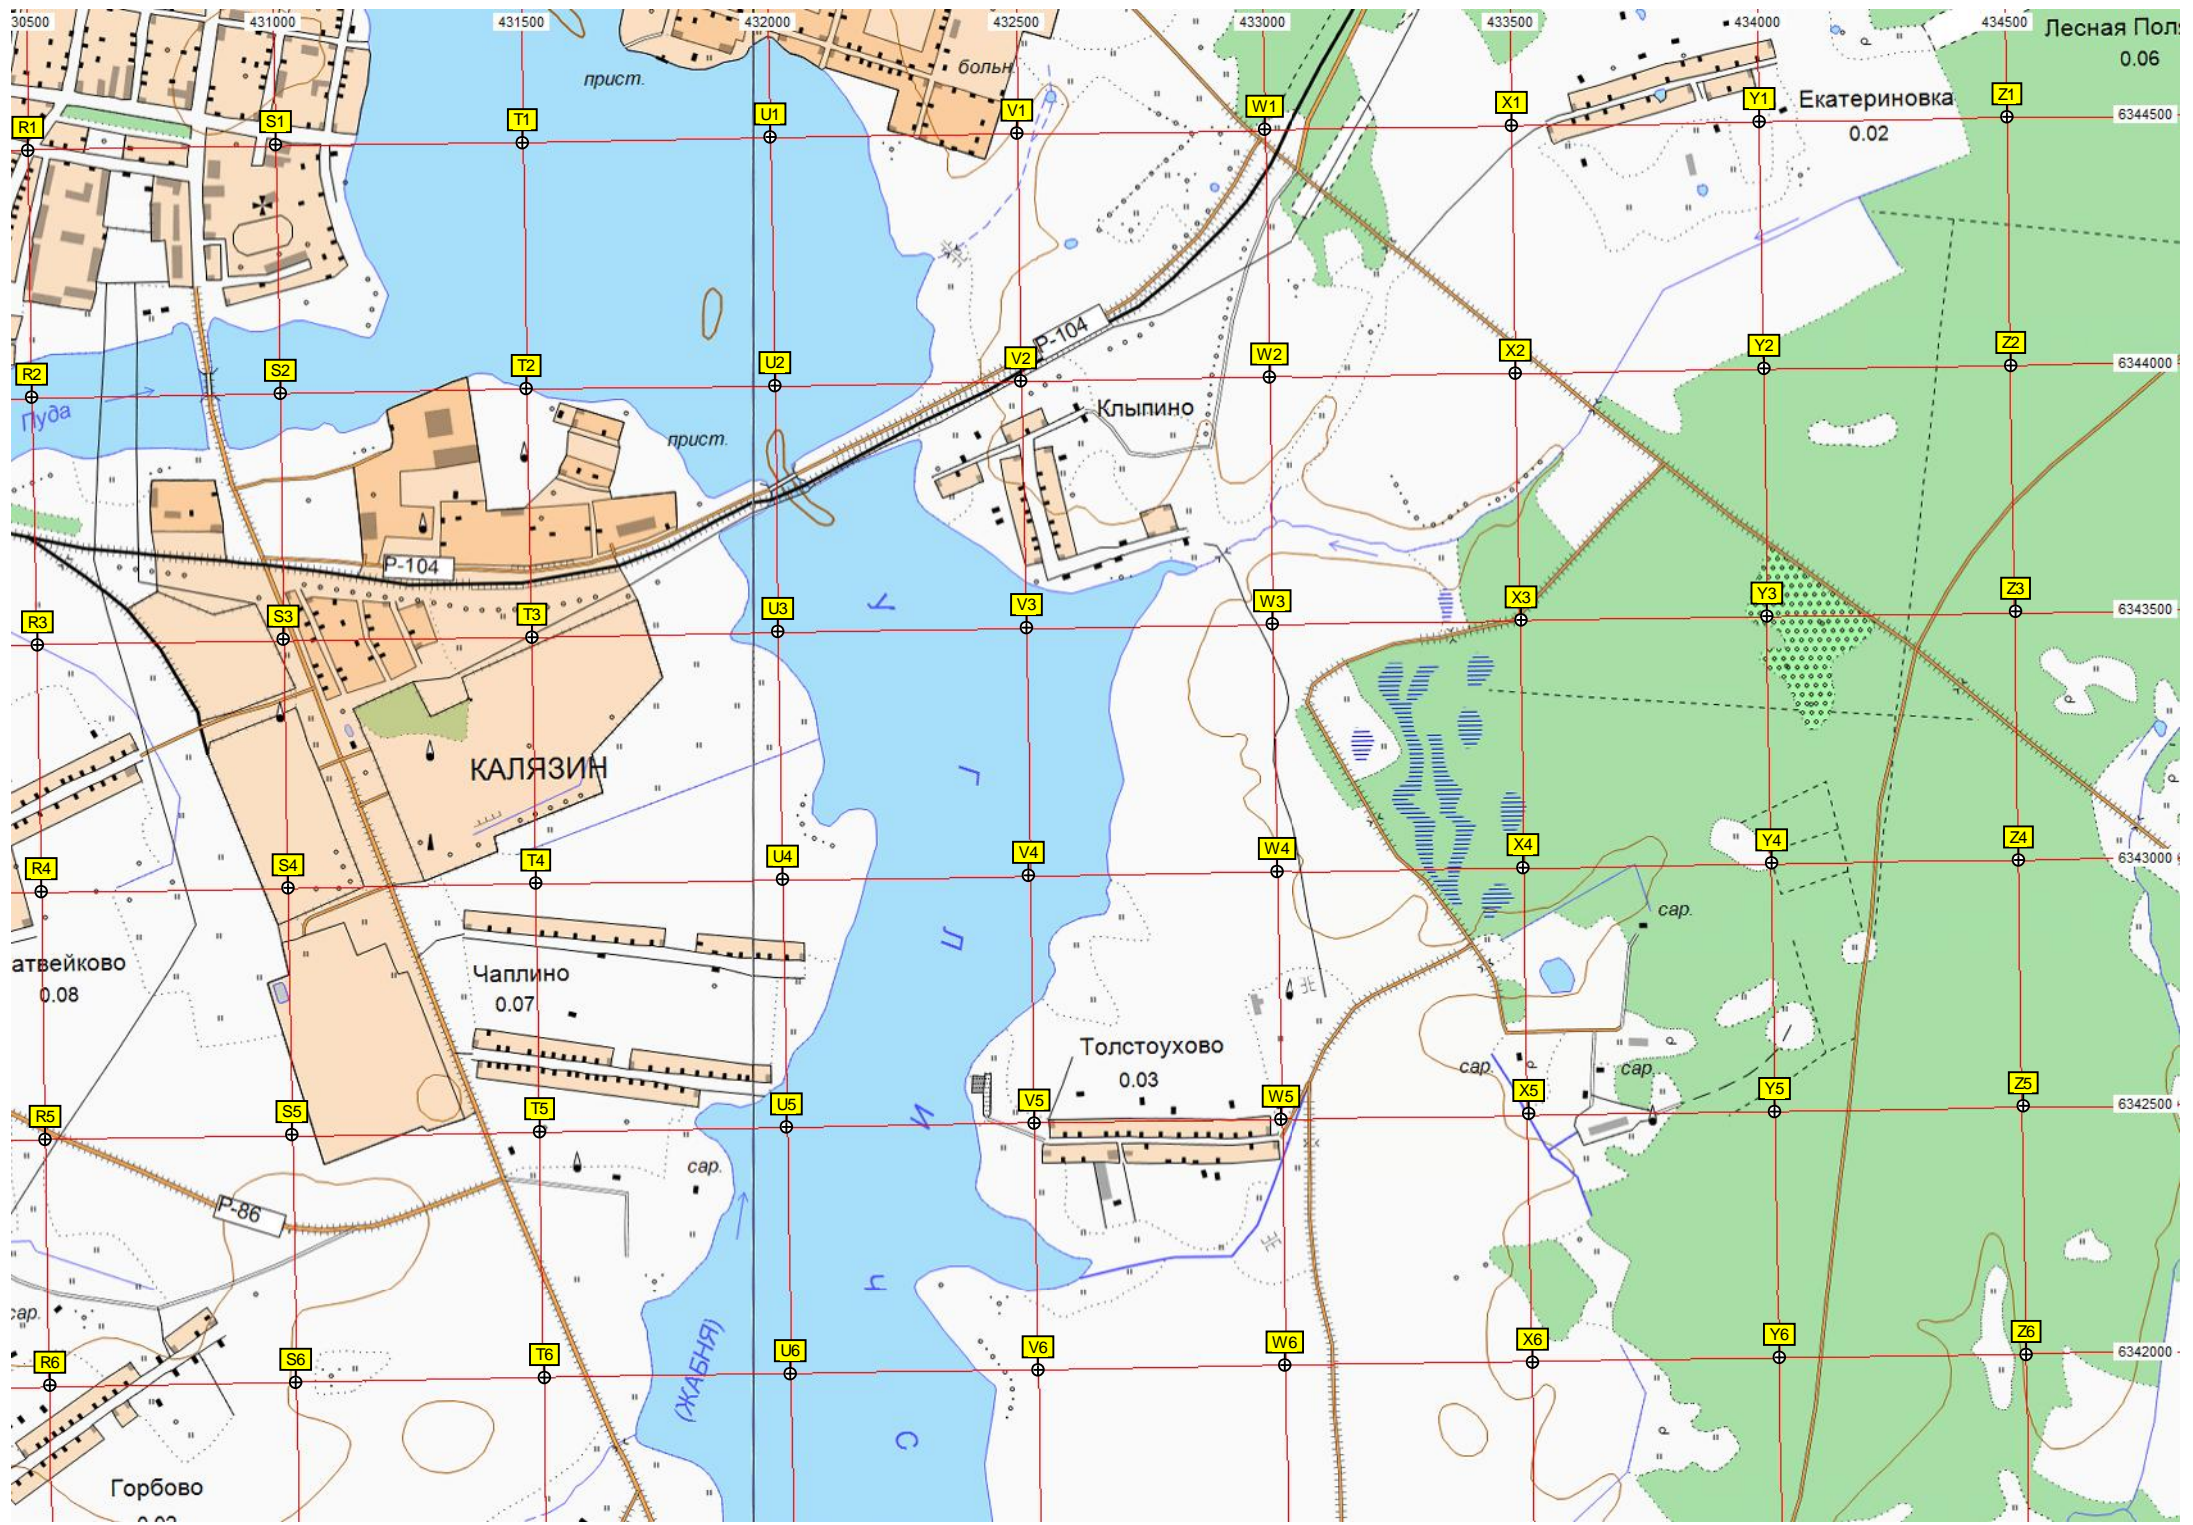 30500 431000 431500 432000 432500 433000 433500 434000 434500
Лесная Пол
0.06
прист.
больн.
R1 S1 T1 U1 V1 W1 X1 Y1 Z1
Екатериновка
0.02
6344500
P-104
R2 S2 T2 U2 V2 W2 X2 Y2 Z2
6344000
Пуда
прист.
Клыпино
P-104
R3 S3 T3 U3 V3 W3 X3 Y3 Z3
6343500
У
Г
Л
И
Ч
С
КАЛЯЗИН
R4 S4 T4 U4 V4 W4 X4 Y4 Z4
6343000
сар.
атвейково
0.08
Чаплино
0.07
Толстоухово
0.03
сар.
сар.
R5 S5 T5 U5 V5 W5 X5 Y5 Z5
6342500
сар.
P-86
сар.
(ЖАБНЯ)
R6 S6 T6 U6 V6 W6 X6 Y6 Z6
6342000
Горбово